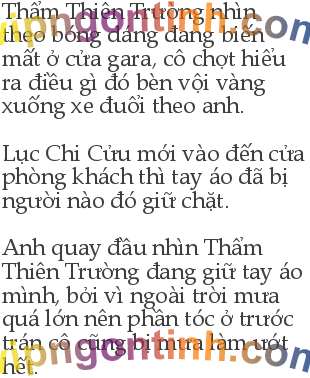 Thẩm Thiên Trường nhìn
theo bóng dáng đang biến
mất ở cửa gara, cô chợt hiểu
ra điều gì đó bèn vội vàng
xuống xe đuổi theo anh.
Lục Chi Cửu mới vào đến cửa
phòng khách thì tay áo đã bị
người nào đó giữ chặt.
Anh quay đầu nhìn Thẩm
Thiên Trường đang giữ tay áo
mình, bởi vì ngoài trời mưa
quá lớn nên phần tóc ở trước
trán cô cũng bị mưa làm ướt
hết.